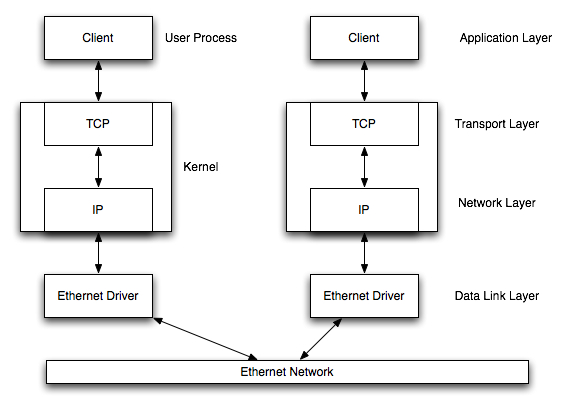 Client
User Process
Client
Application Layer
TCP
TCP
Transport Layer
Kernel
IP
IP
Network Layer
Ethernet Driver
Ethernet Driver
Data Link Layer
Ethernet Network